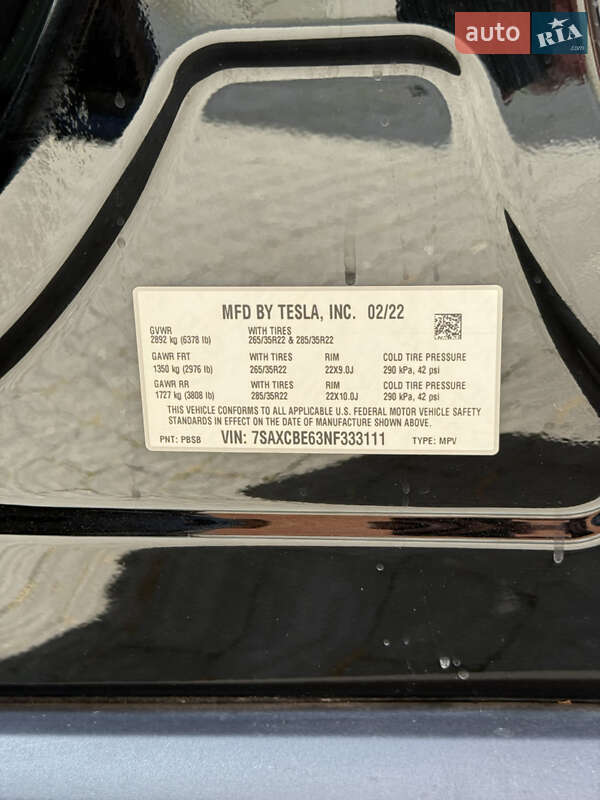 auto RIA.com
MFD BY TESLA, INC. 02/22
GVWR WITH TIRES
2892 kg (6378 lb) 265/35R22 & 285/35R22
GAWR FRT WITH TIRES RIM COLD TIRE PRESSURE
1350 kg (2976 lb) 265/35R22 22X9.0J 290 kPa, 42 psi
GAWR RR WITH TIRES RIM COLD TIRE PRESSURE
1727 kg (3808 lb) 285/35R22 22X10.0J 290 kPa, 42 psi
THIS VEHICLE CONFORMS TO ALL APPLICABLE U.S. FEDERAL MOTOR VEHICLE SAFETY
STANDARDS IN EFFECT ON THE DATE OF MANUFACTURE SHOWN ABOVE.
PNT: PBSB VIN: 7SAXCBE63NF333111 TYPE: MPV